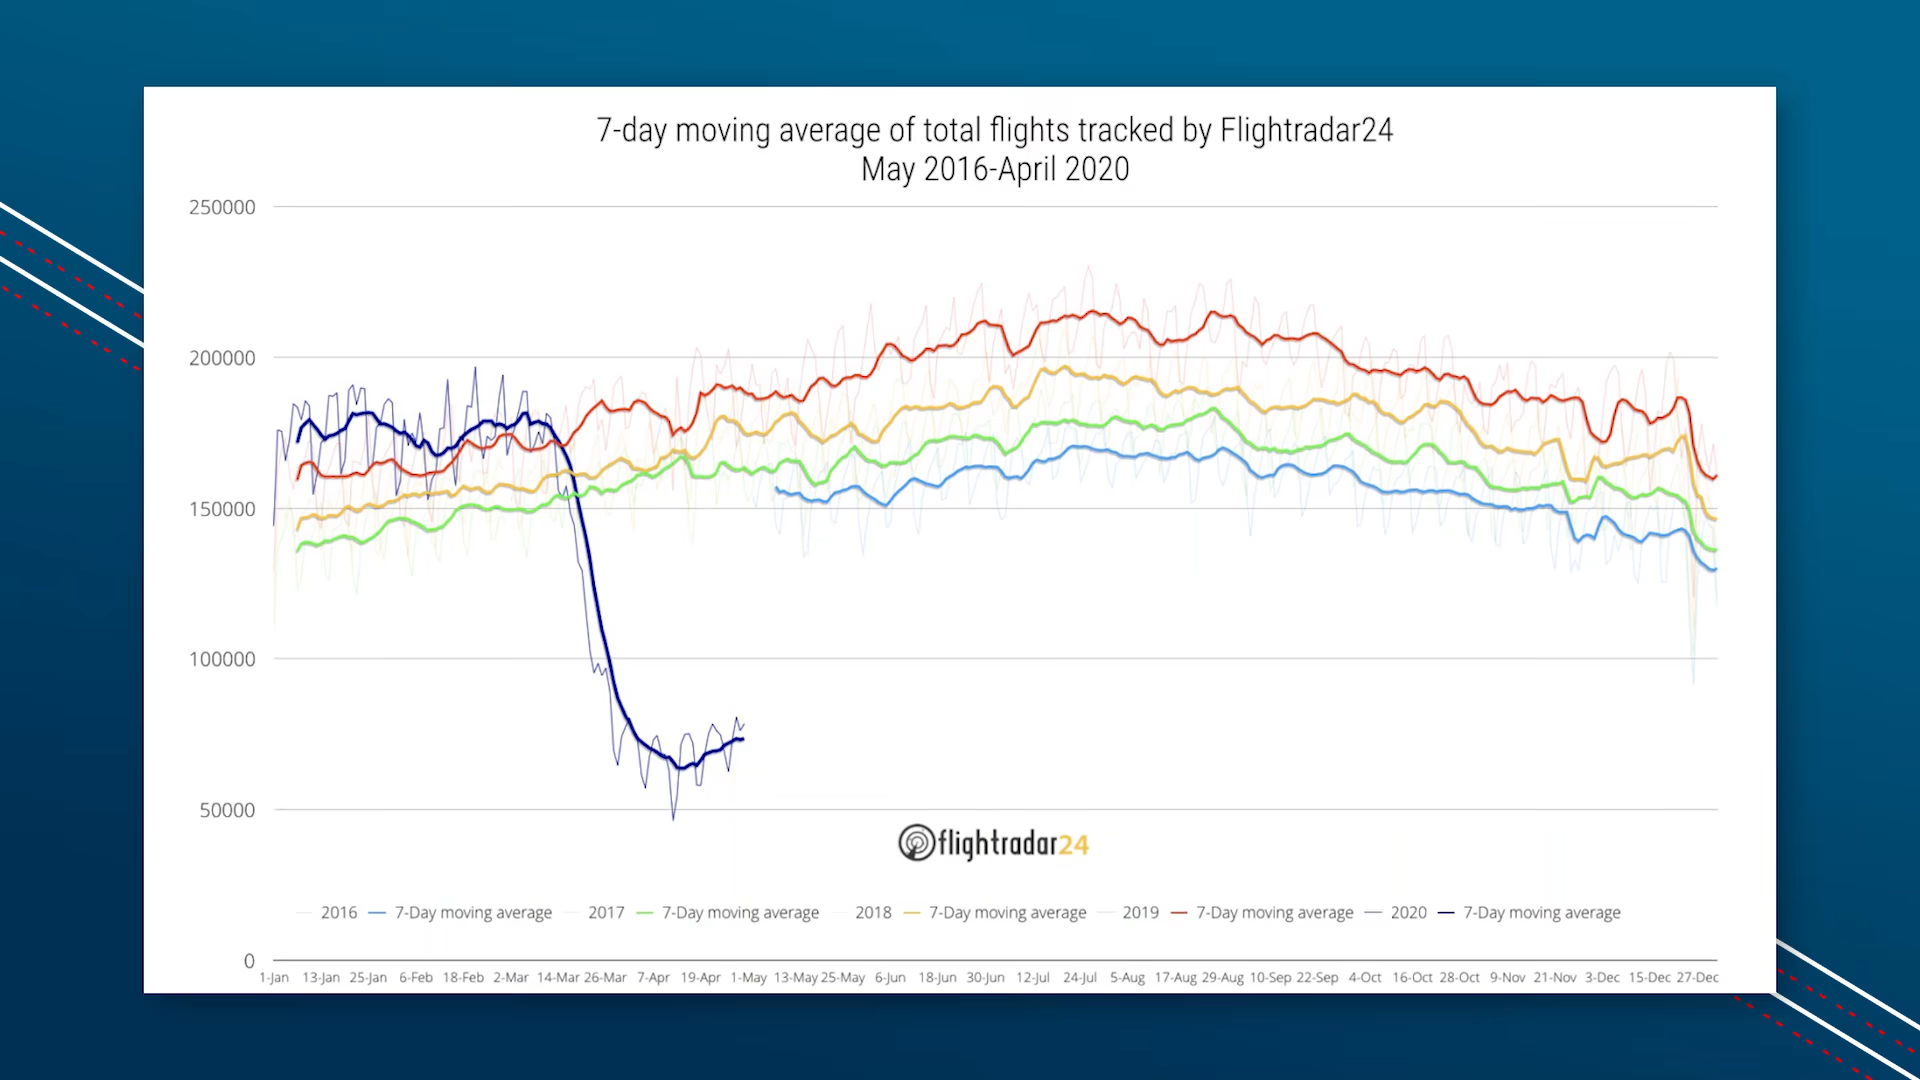 7-day moving average of total flights tracked by Flightradar24
May 2016-April 2020
250000
200000
150000
100000
50000
0
flightradar24
2016 7-Day moving average 2017 7-Day moving average 2018 7-Day moving average 2019 7-Day moving average 2020 7-Day moving average
1-Jan 13-Jan 25-Jan 6-Feb 18-Feb 2-Mar 14-Mar 26-Mar 7-Apr 19-Apr 1-May 13-May 25-May 6-Jun 18-Jun 30-Jun 12-Jul 24-Jul 5-Aug 17-Aug 29-Aug 10-Sep 22-Sep 4-Oct 16-Oct 28-Oct 9-Nov 21-Nov 3-Dec 15-Dec 27-Dec